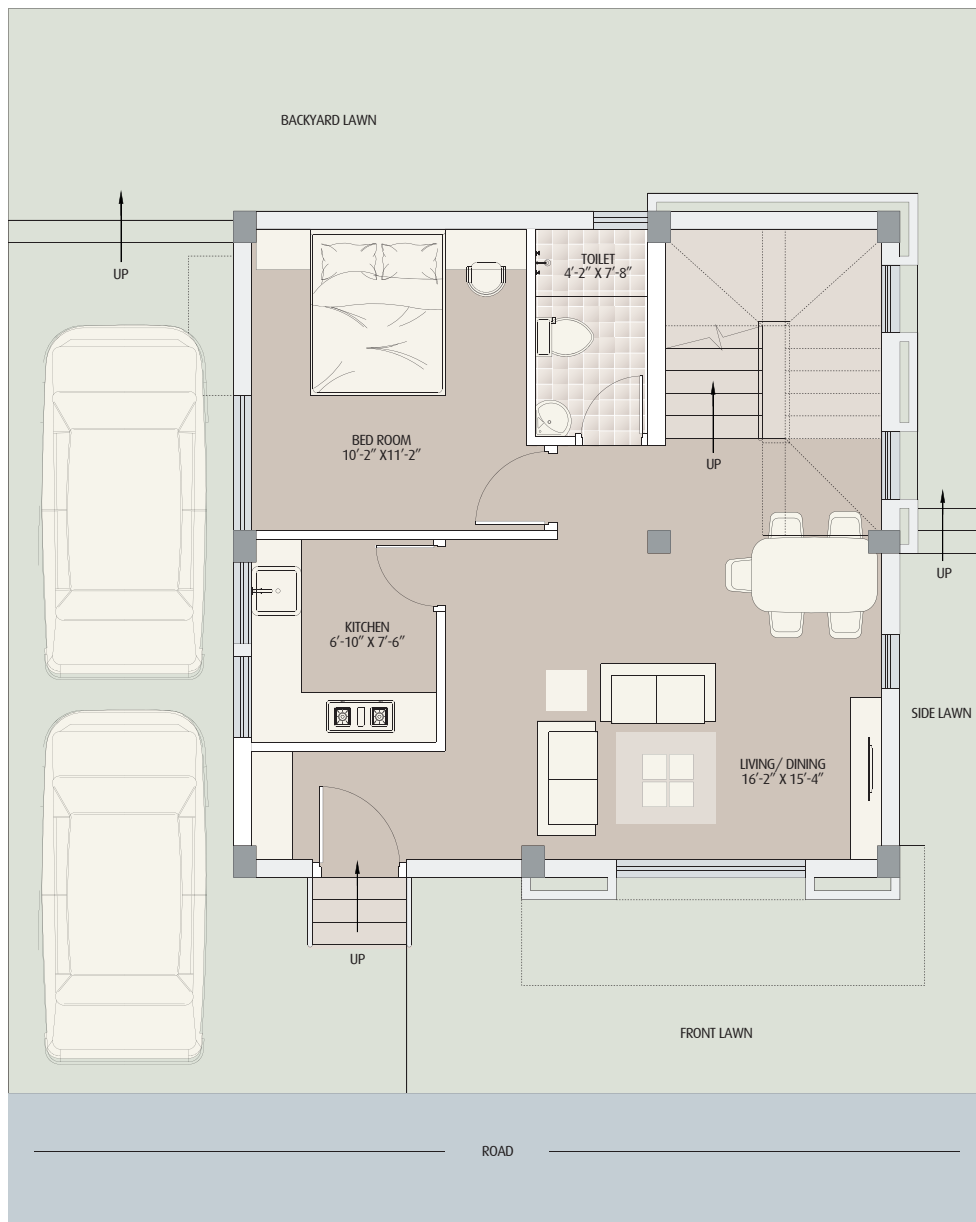 BACKYARD LAWN
UP
TOILET
4'-2" X 7'-8"
BED ROOM
10'-2" X11'-2"
UP
UP
KITCHEN
6'-10" X 7'-6"
SIDE LAWN
LIVING/ DINING
16'-2" X 15'-4"
UP
FRONT LAWN
ROAD